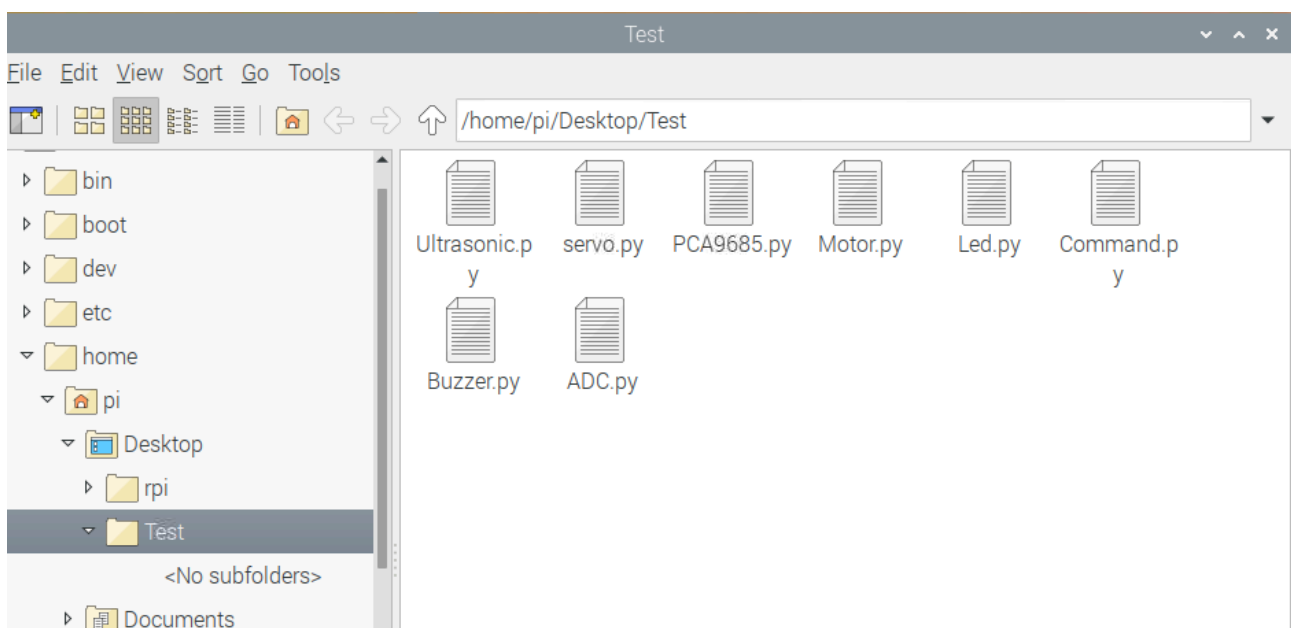 Test
File Edit View Sort Go Tools
/home/pi/Desktop/Test
bin
boot
dev
etc
home
pi
Desktop
rpi
Test
<No subfolders>
Documents
Ultrasonic.p
y
servo.py
PCA9685.py
Motor.py
Led.py
Command.p
y
Buzzer.py
ADC.py